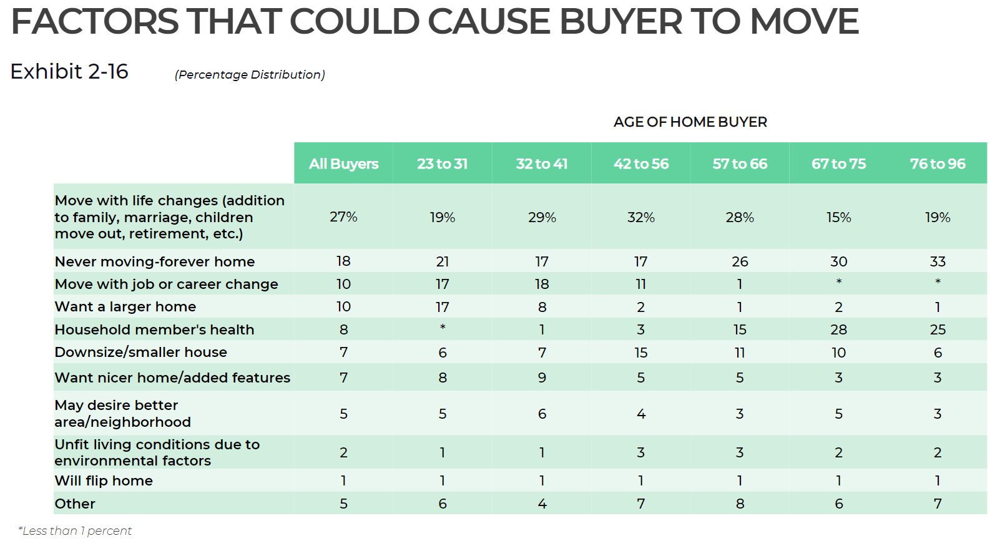 FACTORS THAT COULD CAUSE BUYER TO MOVE
Exhibit 2-16 (Percentage Distribution)
AGE OF HOME BUYER
All Buyers 23 to 31 32 to 41 42 to 56 57 to 66 67 to 75 76 to 96
Move with life changes (addition
to family, marriage, children
move out, retirement, etc.) 27% 19% 29% 32% 28% 15% 19%
Never moving-forever home 18 21 17 17 26 30 33
Move with job or career change 10 17 18 11 1 * *
Want a larger home 10 17 8 2 1 2 1
Household member's health 8 * 1 3 15 28 25
Downsize/smaller house 7 6 7 15 11 10 6
Want nicer home/added features 7 8 9 5 5 3 3
May desire better
area/neighborhood 5 5 6 4 3 5 3
Unfit living conditions due to
environmental factors 2 1 1 3 3 2 2
Will flip home 1 1 1 1 1 1 1
Other 5 6 4 7 8 6 7
*Less than 1 percent